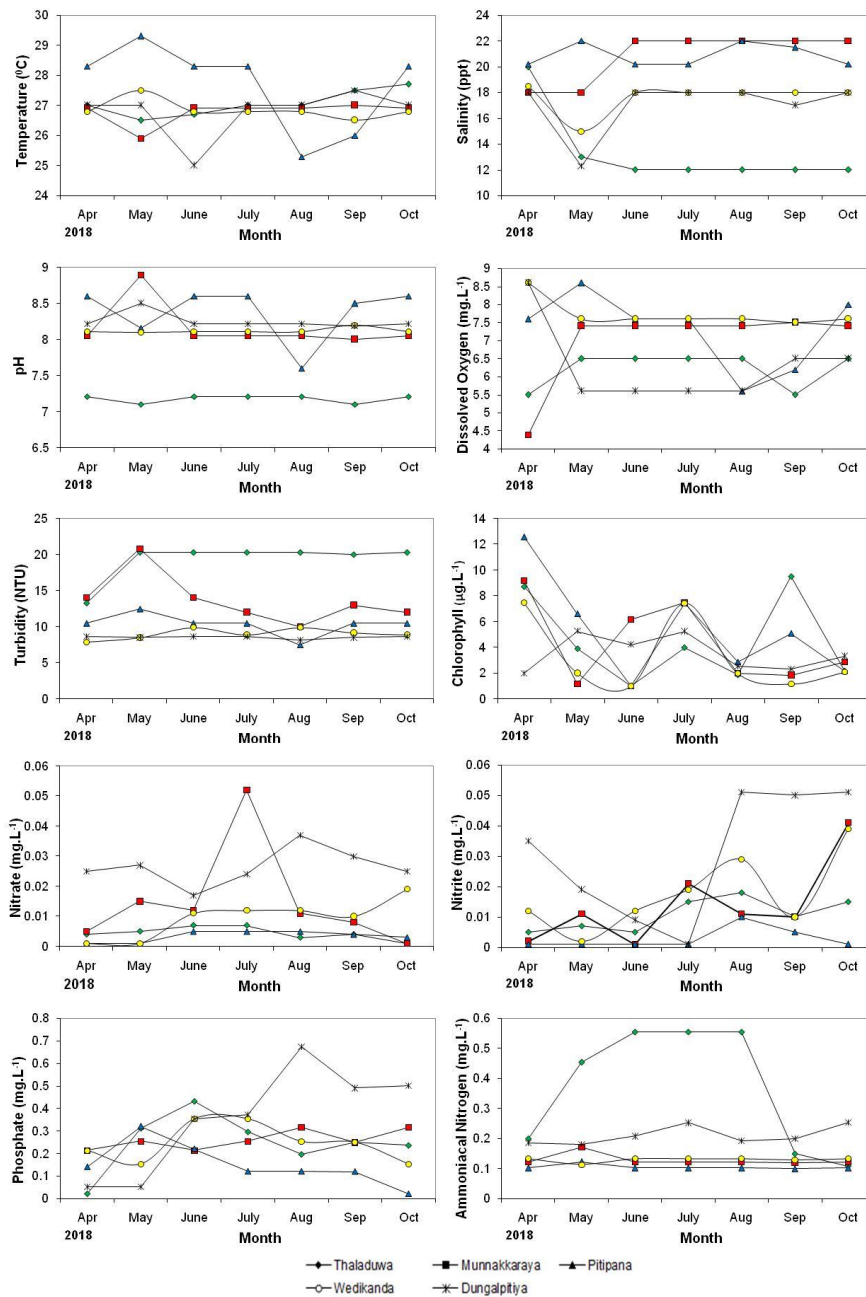 Temperature (⁰C)
30
29
28
27
26
25
24
Apr May June July Aug Sep Oct
2018
Month
Salinity (ppt)
24
22
20
18
16
14
12
10
Apr May June July Aug Sep Oct
2018
Month
pH
9
8.5
8
7.5
7
6.5
Apr May June July Aug Sep Oct
2018
Month
Dissolved Oxygen (mg.L⁻¹)
9
8.5
8
7.5
7
6.5
6
5.5
5
4.5
4
Apr May June July Aug Sep Oct
2018
Month
Turbidity (NTU)
25
20
15
10
5
0
Apr May June July Aug Sep Oct
2018
Month
Chlorophyll (µg.L⁻¹)
14
12
10
8
6
4
2
0
Apr May June July Aug Sep Oct
2018
Month
Nitrate (mg.L⁻¹)
0.06
0.05
0.04
0.03
0.02
0.01
0
Apr May June July Aug Sep Oct
2018
Month
Nitrite (mg.L⁻¹)
0.06
0.05
0.04
0.03
0.02
0.01
0
Apr May June July Aug Sep Oct
2018
Month
Phosphate (mg.L⁻¹)
0.8
0.7
0.6
0.5
0.4
0.3
0.2
0.1
0
Apr May June July Aug Sep Oct
2018
Month
Ammoniacal Nitrogen (mg.L⁻¹)
0.6
0.5
0.4
0.3
0.2
0.1
0
Apr May June July Aug Sep Oct
2018
Month
Thaladuwa Munnakkaraya Pitipana
Wedikanda Dungalpitiya